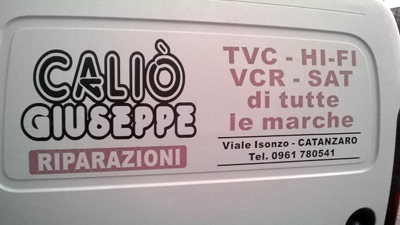 CALIÒ
GIUSEPPE
RIPARAZIONI
TVC - HI-FI
VCR - SAT
di tutte
le marche
Viale Isonzo - CATANZARO
Tel. 0961 780541